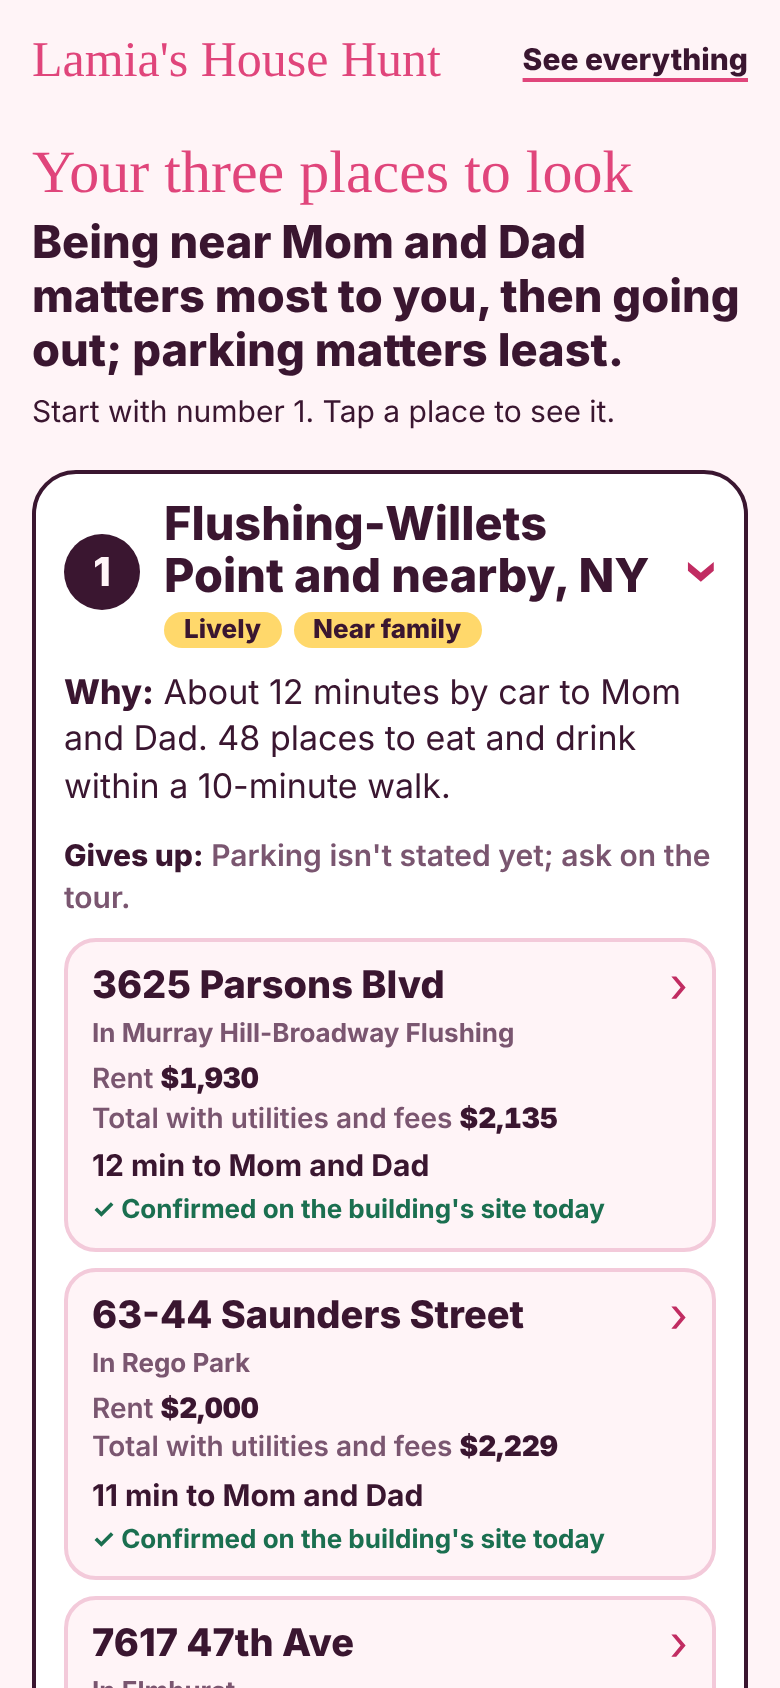 Lamia's House Hunt
See everything
Your three places to look
Being near Mom and Dad
matters most to you, then going
out; parking matters least.
Start with number 1. Tap a place to see it.
1
Flushing-Willets
Point and nearby, NY
Lively
Near family
Why: About 12 minutes by car to Mom
and Dad. 48 places to eat and drink
within a 10-minute walk.
Gives up: Parking isn't stated yet; ask on the
tour.
3625 Parsons Blvd
In Murray Hill-Broadway Flushing
Rent $1,930
Total with utilities and fees $2,135
12 min to Mom and Dad
✓ Confirmed on the building's site today
63-44 Saunders Street
In Rego Park
Rent $2,000
Total with utilities and fees $2,229
11 min to Mom and Dad
✓ Confirmed on the building's site today
7617 47th Ave
In Elmhurst